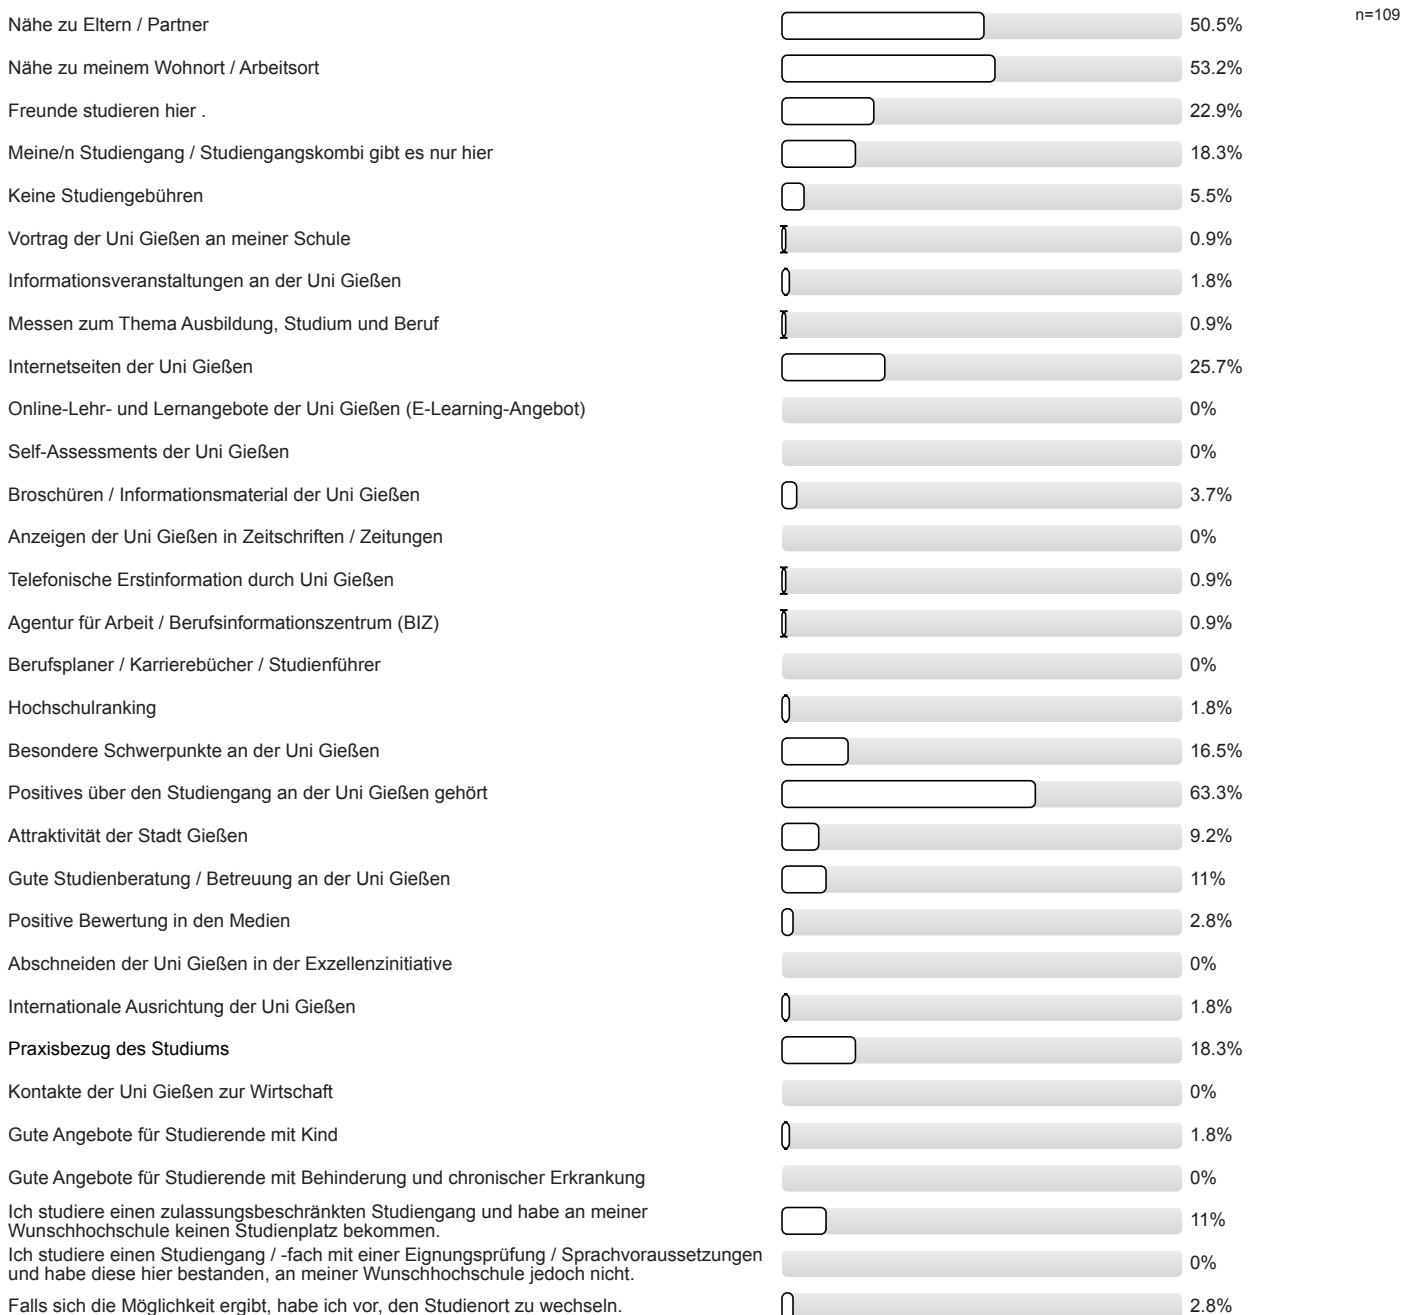 Nähe zu Eltern / Partner 50.5% n=109
Nähe zu meinem Wohnort / Arbeitsort 53.2%
Freunde studieren hier . 22.9%
Meine/n Studiengang / Studiengangskombi gibt es nur hier 18.3%
Keine Studiengebühren 5.5%
Vortrag der Uni Gießen an meiner Schule 0.9%
Informationsveranstaltungen an der Uni Gießen 1.8%
Messen zum Thema Ausbildung, Studium und Beruf 0.9%
Internetseiten der Uni Gießen 25.7%
Online-Lehr- und Lernangebote der Uni Gießen (E-Learning-Angebot) 0%
Self-Assessments der Uni Gießen 0%
Broschüren / Informationsmaterial der Uni Gießen 3.7%
Anzeigen der Uni Gießen in Zeitschriften / Zeitungen 0%
Telefonische Erstinformation durch Uni Gießen 0.9%
Agentur für Arbeit / Berufsinformationszentrum (BIZ) 0.9%
Berufsplaner / Karrierebücher / Studienführer 0%
Hochschulranking 1.8%
Besondere Schwerpunkte an der Uni Gießen 16.5%
Positives über den Studiengang an der Uni Gießen gehört 63.3%
Attraktivität der Stadt Gießen 9.2%
Gute Studienberatung / Betreuung an der Uni Gießen 11%
Positive Bewertung in den Medien 2.8%
Abschneiden der Uni Gießen in der Exzellenzinitiative 0%
Internationale Ausrichtung der Uni Gießen 1.8%
Praxisbezug des Studiums 18.3%
Kontakte der Uni Gießen zur Wirtschaft 0%
Gute Angebote für Studierende mit Kind 1.8%
Gute Angebote für Studierende mit Behinderung und chronischer Erkrankung 0%
Ich studiere einen zulassungsbeschränkten Studiengang und habe an meiner
Wunschhochschule keinen Studienplatz bekommen. 11%
Ich studiere einen Studiengang / -fach mit einer Eignungsprüfung / Sprachvoraussetzungen
und habe diese hier bestanden, an meiner Wunschhochschule jedoch nicht. 0%
Falls sich die Möglichkeit ergibt, habe ich vor, den Studienort zu wechseln. 2.8%